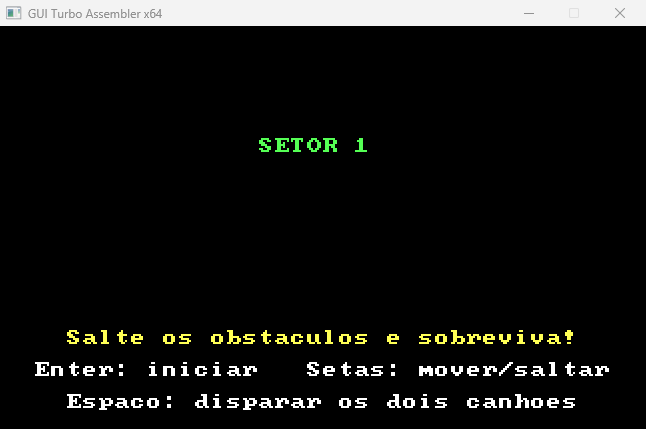 GUI Turbo Assembler x64
SETOR 1
Salte os obstaculos e sobreviva!
Enter: iniciar   Setas: mover/saltar
Espaco: disparar os dois canhoes